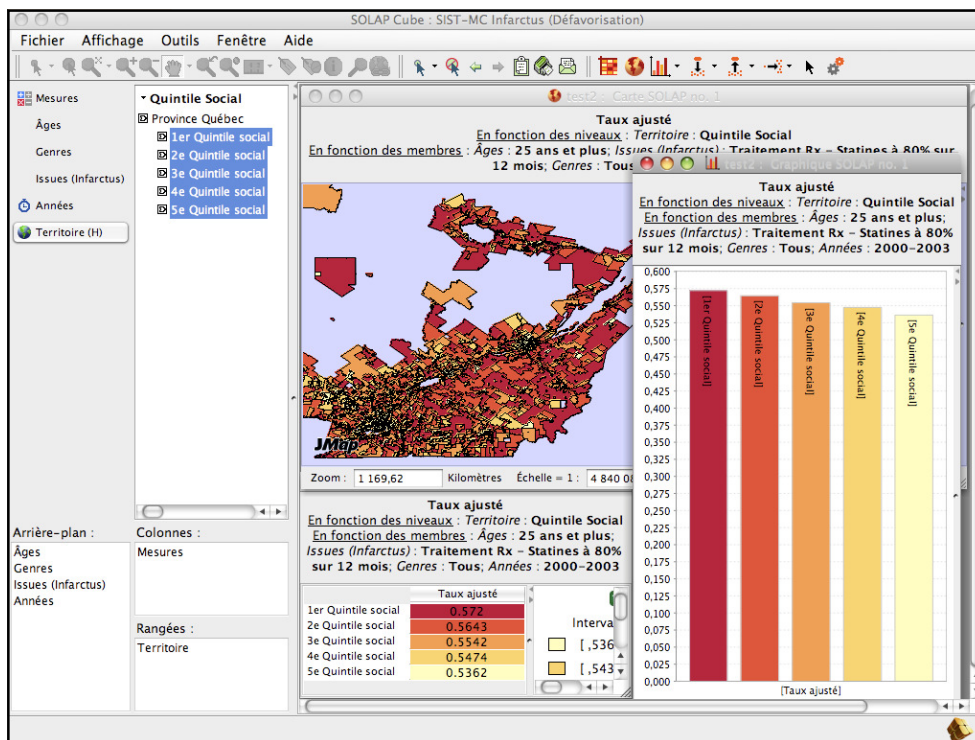 SOLAP Cube : SIST-MC Infarctus (Défavorisation)
Fichier Affichage Outils Fenêtre Aide
Mesures
Âges
Genres
Issues (Infarctus)
Années
Territoire (H)
Quintile Social
Province Québec
1er Quintile social
2e Quintile social
3e Quintile social
4e Quintile social
5e Quintile social
Arrière-plan :
Âges
Genres
Issues (Infarctus)
Années
Colonnes :
Mesures
Rangées :
Territoire
test2 : Carte SOLAP no. 1
Taux ajusté
En fonction des niveaux : Territoire : Quintile Social
En fonction des membres : Âges : 25 ans et plus; Issues (Infarctus) : Traitement Rx - Statines à 80% sur
12 mois; Genres : Tous
JMap
Zoom : 1 169,62 Kilomètres Échelle = 1 : 4 840 08
Taux ajusté
En fonction des niveaux : Territoire : Quintile Social
En fonction des membres : Âges : 25 ans et plus;
Issues (Infarctus) : Traitement Rx - Statines à 80%
sur 12 mois; Genres : Tous; Années : 2000-2003
Taux ajusté
1er Quintile social 0.572
2e Quintile social 0.5643
3e Quintile social 0.5542
4e Quintile social 0.5474
5e Quintile social 0.5362
Interva
[ ,536
[ ,543
test2 : Graphique SOLAP no. 1
Taux ajusté
En fonction des niveaux : Territoire : Quintile Social
En fonction des membres : Âges : 25 ans et plus;
Issues (Infarctus) : Traitement Rx - Statines à 80%
sur 12 mois; Genres : Tous; Années : 2000-2003
0,600
0,575
0,550
0,525
0,500
0,475
0,450
0,425
0,400
0,375
0,350
0,325
0,300
0,275
0,250
0,225
0,200
0,175
0,150
0,125
0,100
0,075
0,050
0,025
0,000
[1er Quintile social]
[2e Quintile social]
[3e Quintile social]
[4e Quintile social]
[5e Quintile social]
[Taux ajusté]